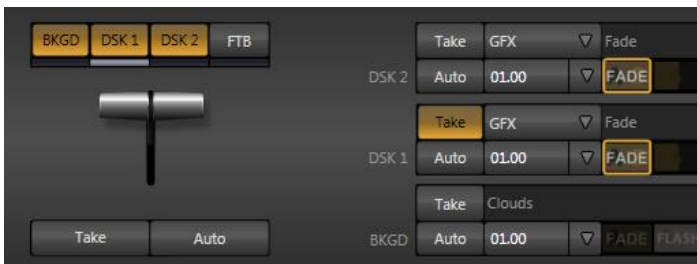 BKGD DSK 1 DSK 2 FTB
Take Auto
Take GFX Fade
DSK 2 Auto 01.00 FADE
Take GFX Fade
DSK 1 Auto 01.00 FADE
Take Clouds
BKGD Auto 01.00 FADE FLASH